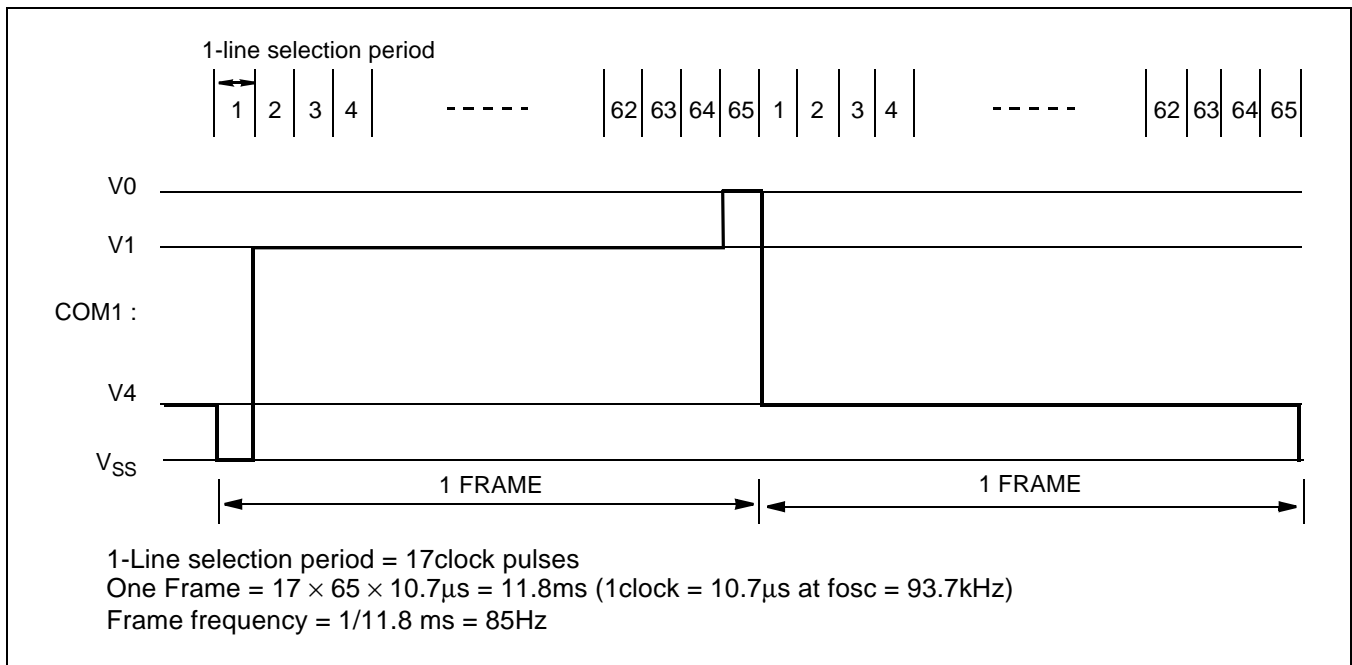 1-line selection period
1 2 3 4 ----- 62 63 64 65 1 2 3 4 ----- 62 63 64 65
V0
V1
COM1 :
V4
VSS
1 FRAME 1 FRAME
1-Line selection period = 17clock pulses
One Frame = 17 × 65 × 10.7μs = 11.8ms (1clock = 10.7μs at fosc = 93.7kHz)
Frame frequency = 1/11.8 ms = 85Hz